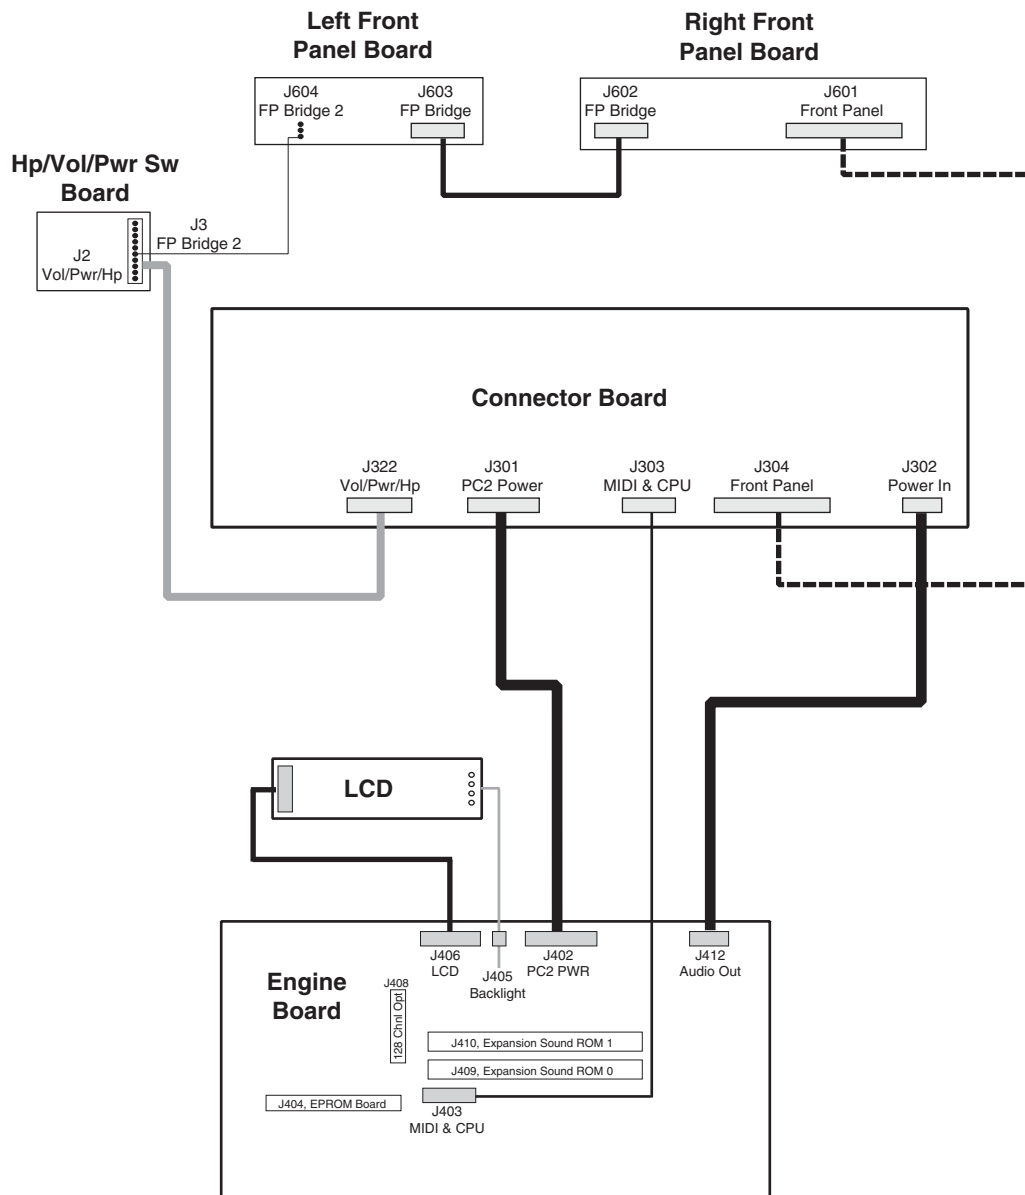 Left Front
Panel Board
Right Front
Panel Board
J604
FP Bridge 2
J603
FP Bridge
J602
FP Bridge
J601
Front Panel
Hp/Vol/Pwr Sw
Board
J3
FP Bridge 2
J2
Vol/Pwr/Hp
Connector Board
J322
Vol/Pwr/Hp
J301
PC2 Power
J303
MIDI & CPU
J304
Front Panel
J302
Power In
LCD
Engine
Board
J406
LCD
J405
Backlight
J402
PC2 PWR
J412
Audio Out
J408
128 Chnl Opt
J410, Expansion Sound ROM 1
J409, Expansion Sound ROM 0
J404, EPROM Board
J403
MIDI & CPU